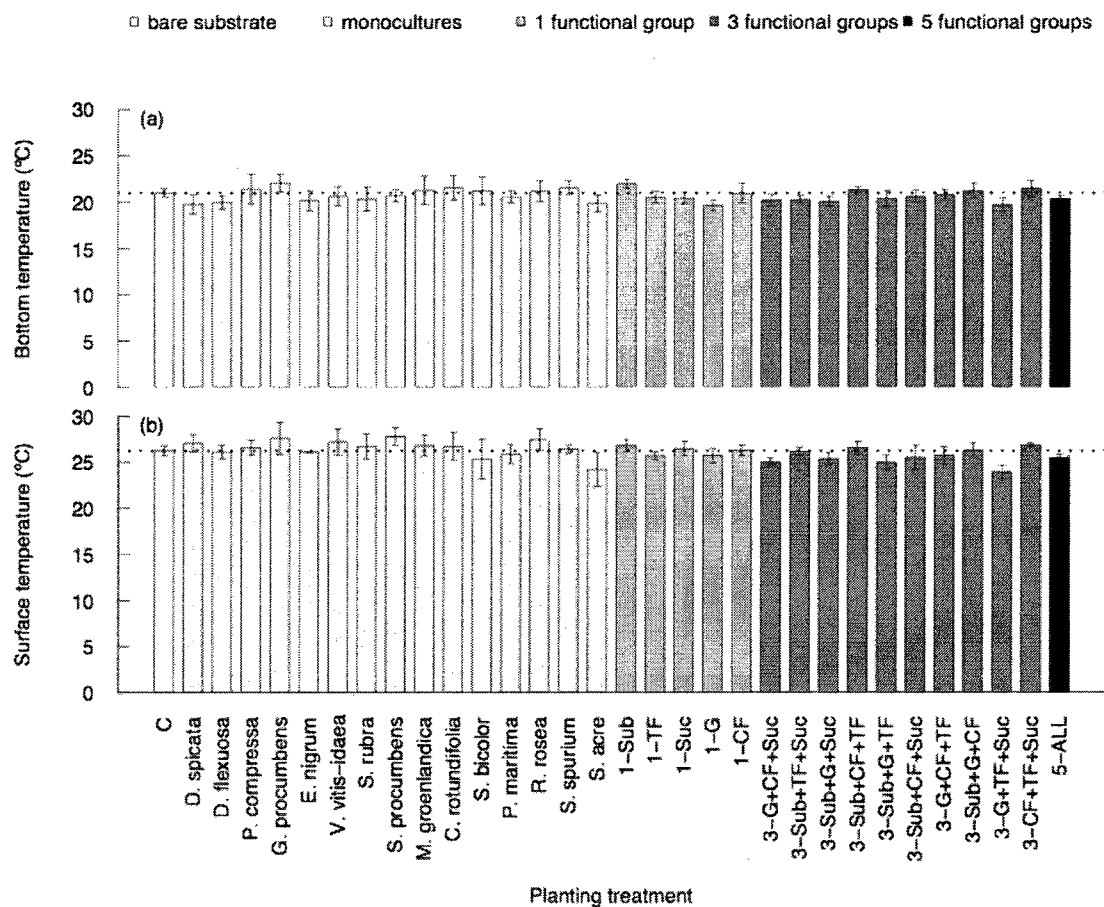 bare substrate monocultures 1 functional group 3 functional groups 5 functional groups
(a)
Bottom temperature (°C)
30
25
20
15
10
5
0
(b)
Surface temperature (°C)
30
25
20
15
10
5
0
C
D. spicata
D. flexuosa
P. compressa
G. procumbens
E. nigrum
V. vitis–idaea
S. rubra
S. procumbens
M. groenlandica
C. rotundifolia
S. bicolor
P. maritima
R. rosea
S. spurium
S. acre
1–Sub
1–TF
1–Suc
1–G
1–CF
3–G+CF+Suc
3–Sub+TF+Suc
3–Sub+G+Suc
3–Sub+CF+TF
3–Sub+G+TF
3–Sub+CF+Suc
3–G+CF+TF
3–Sub+G+CF
3–G+TF+Suc
3–CF+TF+Suc
5–ALL
Planting treatment